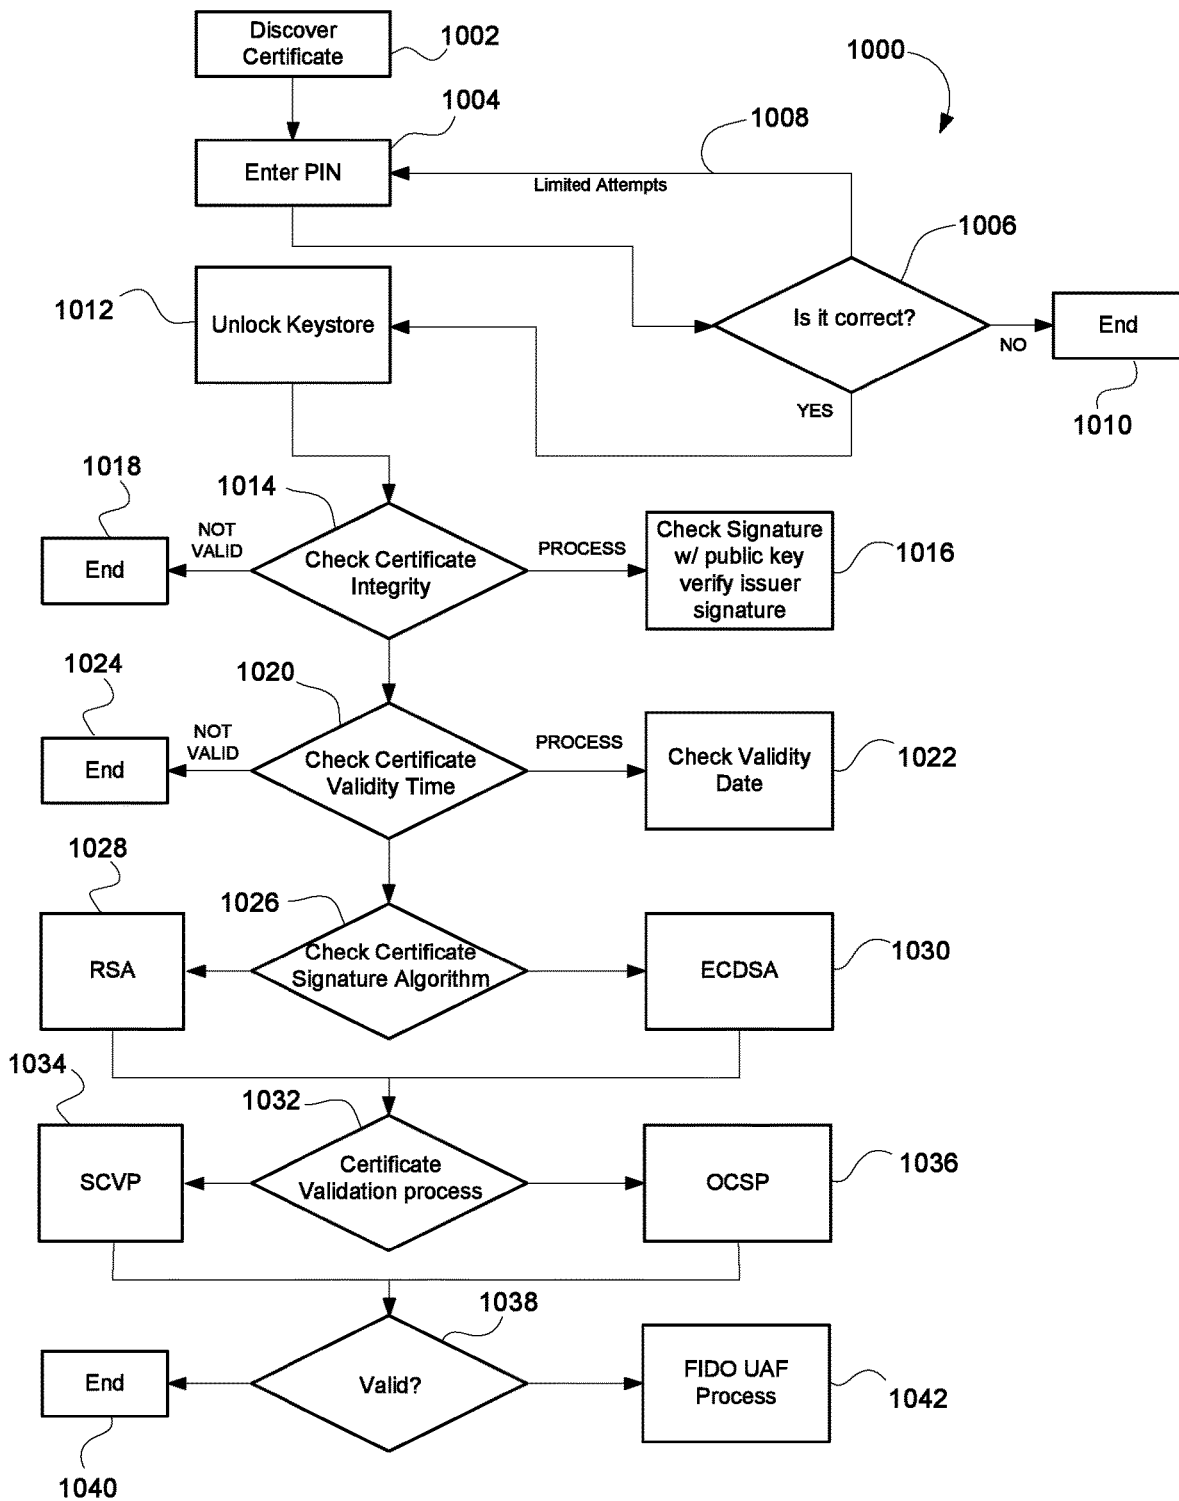 Discover
Certificate
1002
1000
1004
1008
Enter PIN
Limited Attempts
1006
1012
Unlock Keystore
Is it correct?
NO
End
YES
1010
1018
1014
NOT
VALID
End
Check Certificate
Integrity
PROCESS
Check Signature
w/ public key
verify issuer
signature
1016
1024
1020
NOT
VALID
End
Check Certificate
Validity Time
PROCESS
Check Validity
Date
1022
1028
1026
RSA
Check Certificate
Signature Algorithm
ECDSA
1030
1034
1032
SCVP
Certificate
Validation process
OCSP
1036
1038
End
Valid?
FIDO UAF
Process
1042
1040